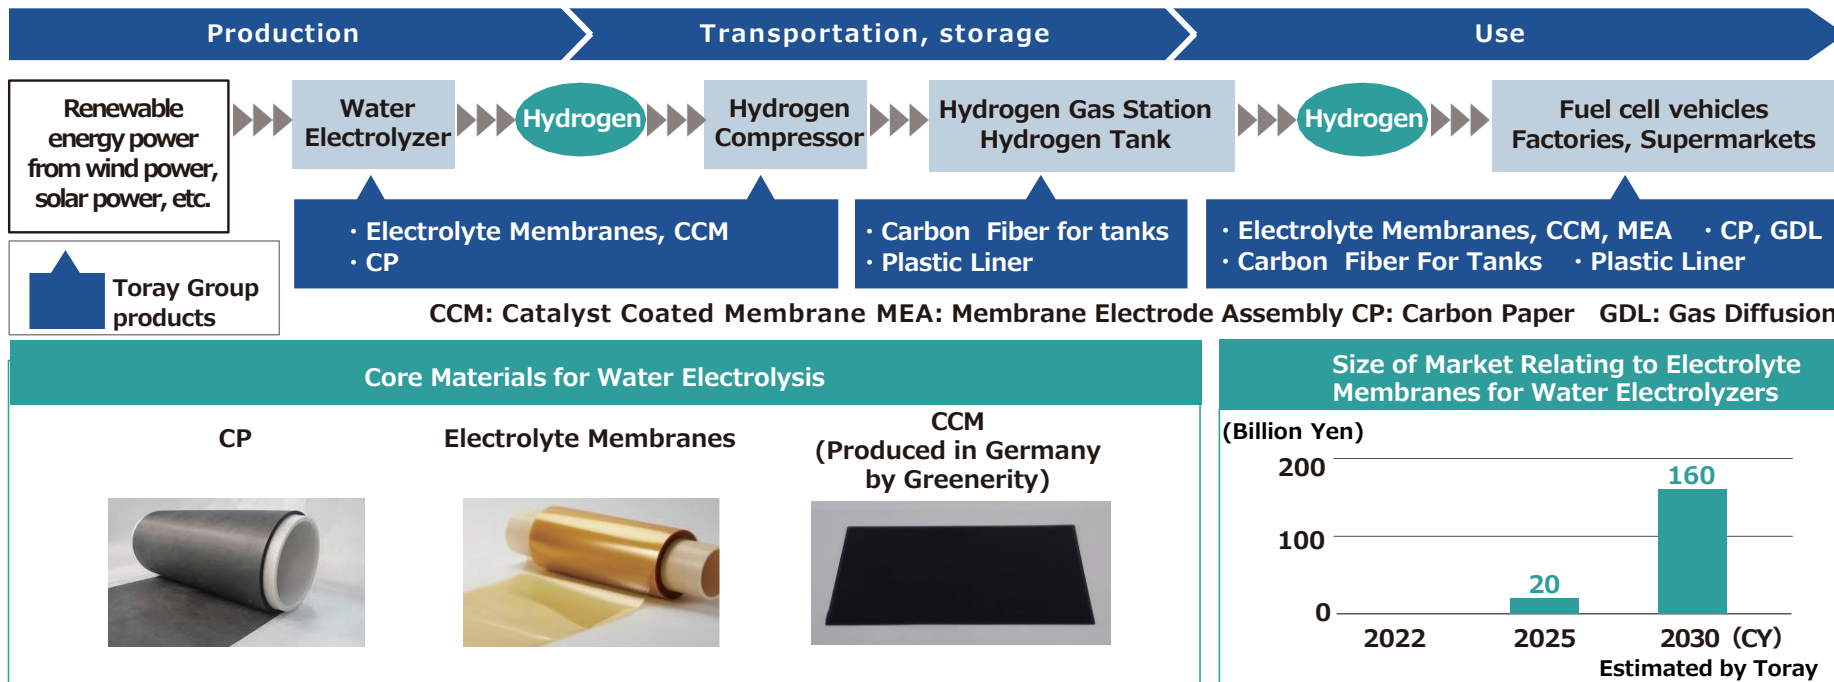 Production
Transportation, storage
Use
Renewable
energy power
from wind power,
solar power, etc.
Water
Electrolyzer
Hydrogen
Hydrogen
Compressor
Hydrogen Gas Station
Hydrogen Tank
Hydrogen
Fuel cell vehicles
Factories, Supermarkets
・Electrolyte Membranes, CCM
・CP
・Carbon Fiber for tanks
・Plastic Liner
・Electrolyte Membranes, CCM, MEA ・CP, GDL
・Carbon Fiber For Tanks ・Plastic Liner
Toray Group
products
CCM: Catalyst Coated Membrane MEA: Membrane Electrode Assembly CP: Carbon Paper GDL: Gas Diffusion
Core Materials for Water Electrolysis
CP
Electrolyte Membranes
CCM
(Produced in Germany
by Greenerity)
Size of Market Relating to Electrolyte
Membranes for Water Electrolyzers
(Billion Yen)
200
160
100
20
0
2022 2025 2030 (CY)
Estimated by Toray